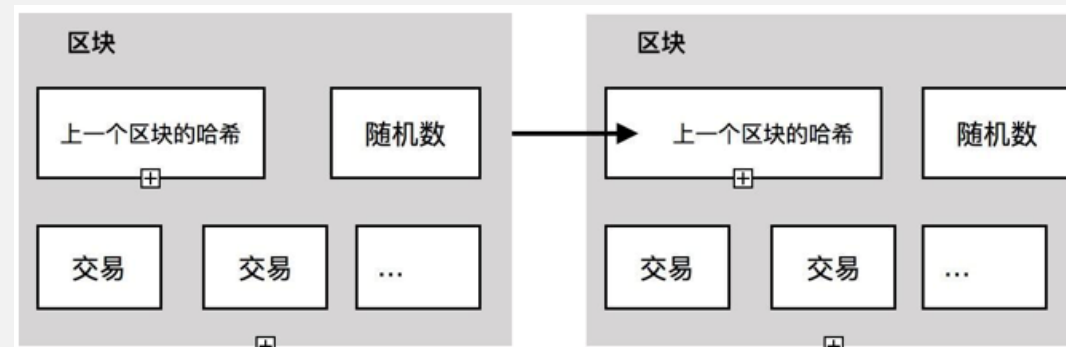 区块
区块
上一个区块的哈希
随机数
上一个区块的哈希
随机数
交易
交易
...
交易
交易
...